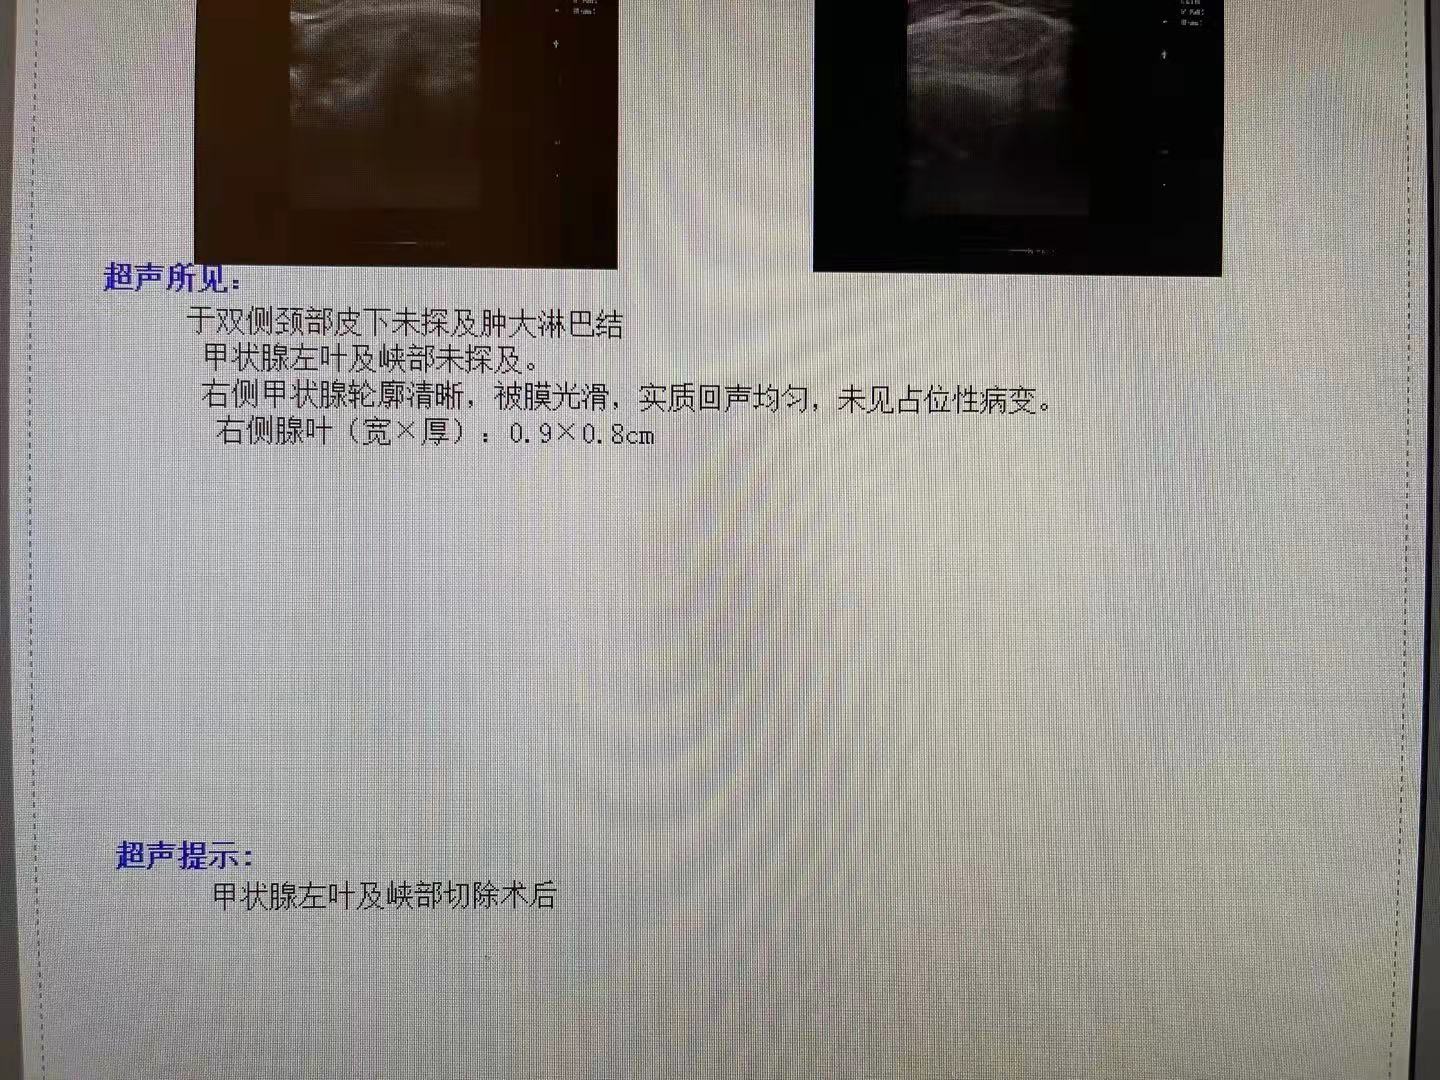 超声所见：
于双侧颈部皮下未探及肿大淋巴结
甲状腺左叶及峡部未探及。
右侧甲状腺轮廓清晰，被膜光滑，实质回声均匀，未见占位性病变。
右侧腺叶（宽×厚）：0.9×0.8cm
超声提示：
甲状腺左叶及峡部切除术后